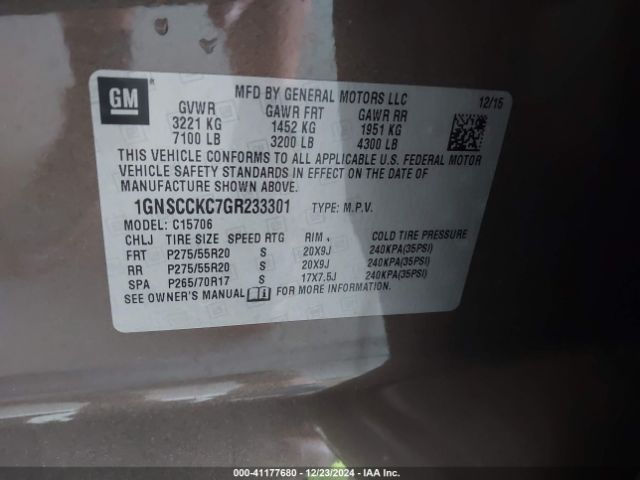 GM ®
MFD BY GENERAL MOTORS LLC 12/15
GVWR GAWR FRT GAWR RR
3221 KG 1452 KG 1951 KG
7100 LB 3200 LB 4300 LB
THIS VEHICLE CONFORMS TO ALL APPLICABLE U.S. FEDERAL MOTOR
VEHICLE SAFETY STANDARDS IN EFFECT ON THE DATE OF
MANUFACTURE SHOWN ABOVE.
1GNSCCKC7GR233301 TYPE: M.P.V.
MODEL: C15706
CHLJ TIRE SIZE SPEED RTG RIM COLD TIRE PRESSURE
FRT P275/55R20 S 20X9J 240KPA(35PSI)
RR P275/55R20 S 20X9J 240KPA(35PSI)
SPA P265/70R17 S 17X7.5J 240KPA(35PSI)
SEE OWNER'S MANUAL FOR MORE INFORMATION.
000-41177680 - 12/23/2024 - IAA Inc.